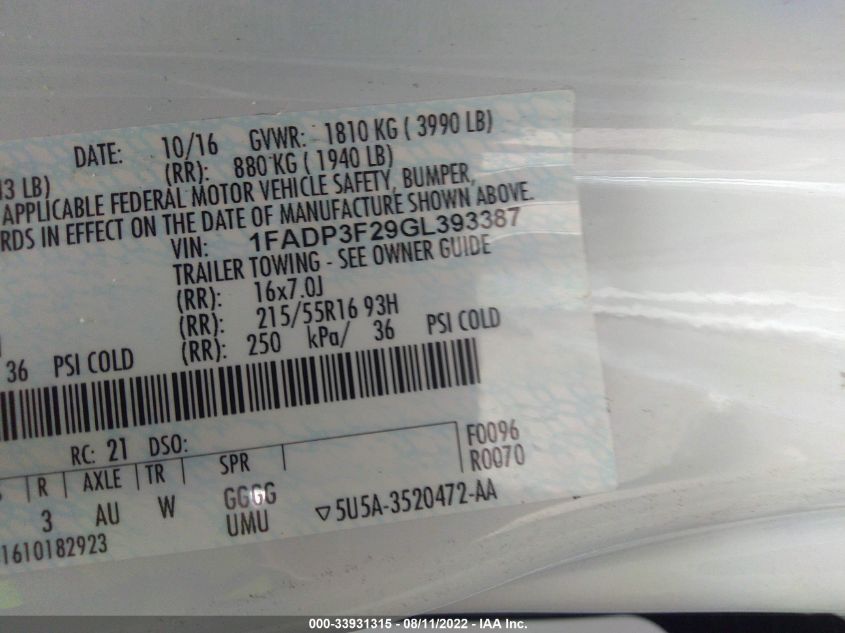 DATE: 10/16 GVWR: 1810 KG ( 3990 LB)
LB) (RR): 880 KG ( 1940 LB)
APPLICABLE FEDERAL MOTOR VEHICLE SAFETY, BUMPER,
RDS IN EFFECT ON THE DATE OF MANUFACTURE SHOWN ABOVE.
VIN: 1FADP3F29GL393387
TRAILER TOWING - SEE OWNER GUIDE
(RR): 16x7.0J
(RR): 215/55R16 93H
36 PSI COLD (RR): 250 kPa/ 36 PSI COLD
RC: 21 DSO:
F0096
R AXLE TR SPR R0070
3 AU W GGGG
UMU ▽5U5A-3520472-AA
1610182923
000-33931315 - 08/11/2022 - IAA Inc.